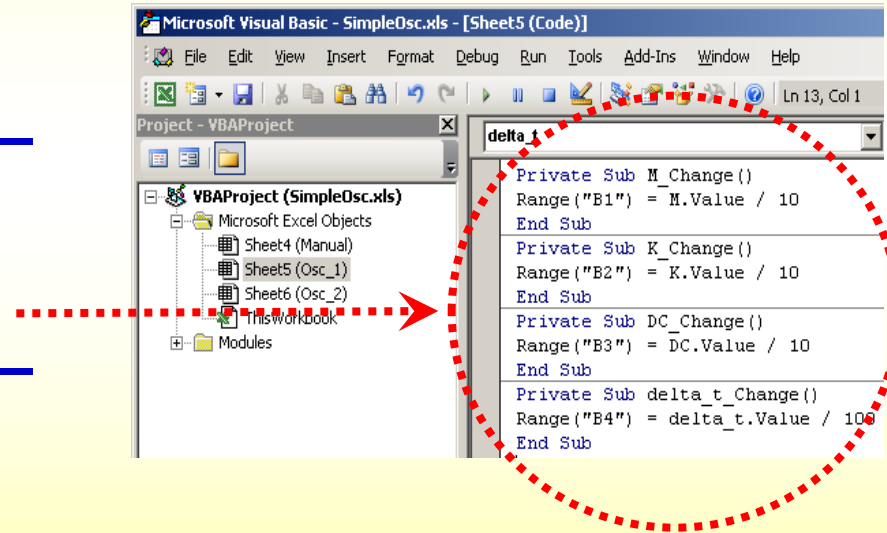 Microsoft Visual Basic - SimpleOsc.xls - [Sheet5 (Code)]
File Edit View Insert Format Debug Run Tools Add-Ins Window Help
Ln 13, Col 1
Project - VBAProject
delta_t
VBAProject (SimpleOsc.xls)
Microsoft Excel Objects
Sheet4 (Manual)
Sheet5 (Osc_1)
Sheet6 (Osc_2)
ThisWorkbook
Modules
Private Sub M_Change()
Range("B1") = M.Value / 10
End Sub
Private Sub K_Change()
Range("B2") = K.Value / 10
End Sub
Private Sub DC_Change()
Range("B3") = DC.Value / 10
End Sub
Private Sub delta_t_Change()
Range("B4") = delta_t.Value / 100
End Sub